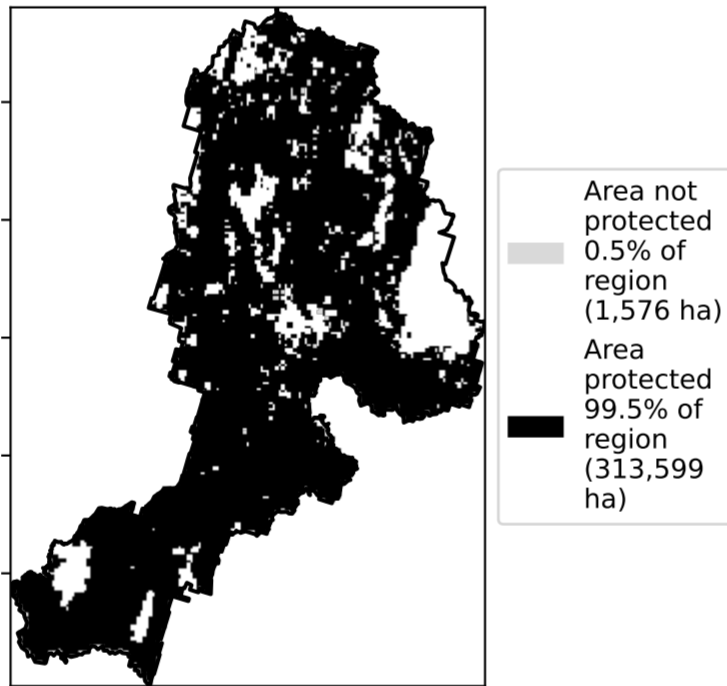 Area not
protected
0.5% of
region
(1,576 ha)
Area
protected
99.5% of
region
(313,599
ha)